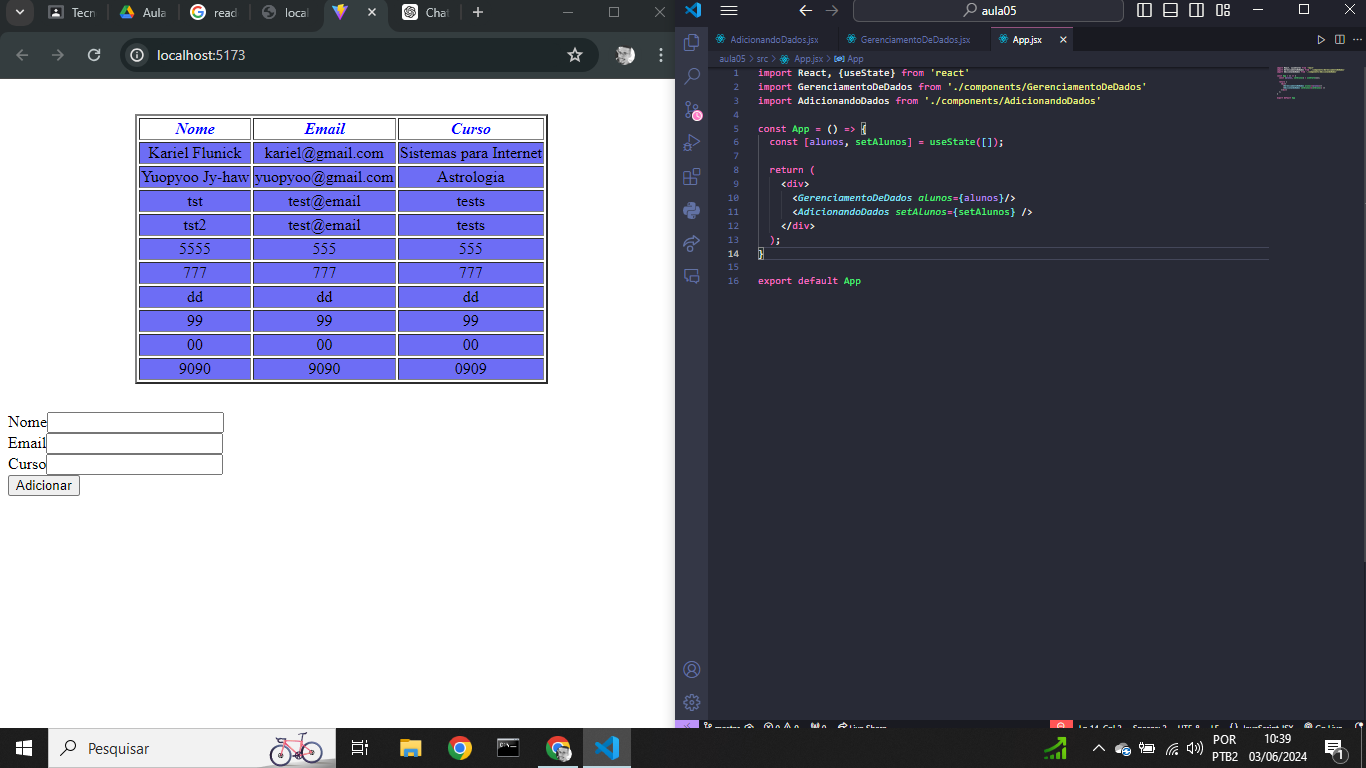 Tecn
Aula
read
local
Chat
localhost:5173
Nome Email Curso
Kariel Flunick kariel@gmail.com Sistemas para Internet
Yuopyoo Jy-haw yuopyoo@gmail.com Astrologia
tst test@email tests
tst2 test@email tests
5555 555 555
777 777 777
dd dd dd
99 99 99
00 00 00
9090 9090 0909
Nome
Email
Curso
Adicionar
aula05
AdicionandoDados.jsx GerenciamentoDeDados.jsx App.jsx
aula05 > src > App.jsx > App
1 import React, {useState} from 'react'
2 import GerenciamentoDeDados from './components/GerenciamentoDeDados'
3 import AdicionandoDados from './components/AdicionandoDados'
4
5 const App = () => {
6 const [alunos, setAlunos] = useState([]);
7
8 return (
9 <div>
10 <GerenciamentoDeDados alunos={alunos}/>
11 <AdicionandoDados setAlunos={setAlunos} />
12 </div>
13 );
14 }
15
16 export default App
Pesquisar
POR
PTB2
10:39
03/06/2024
1